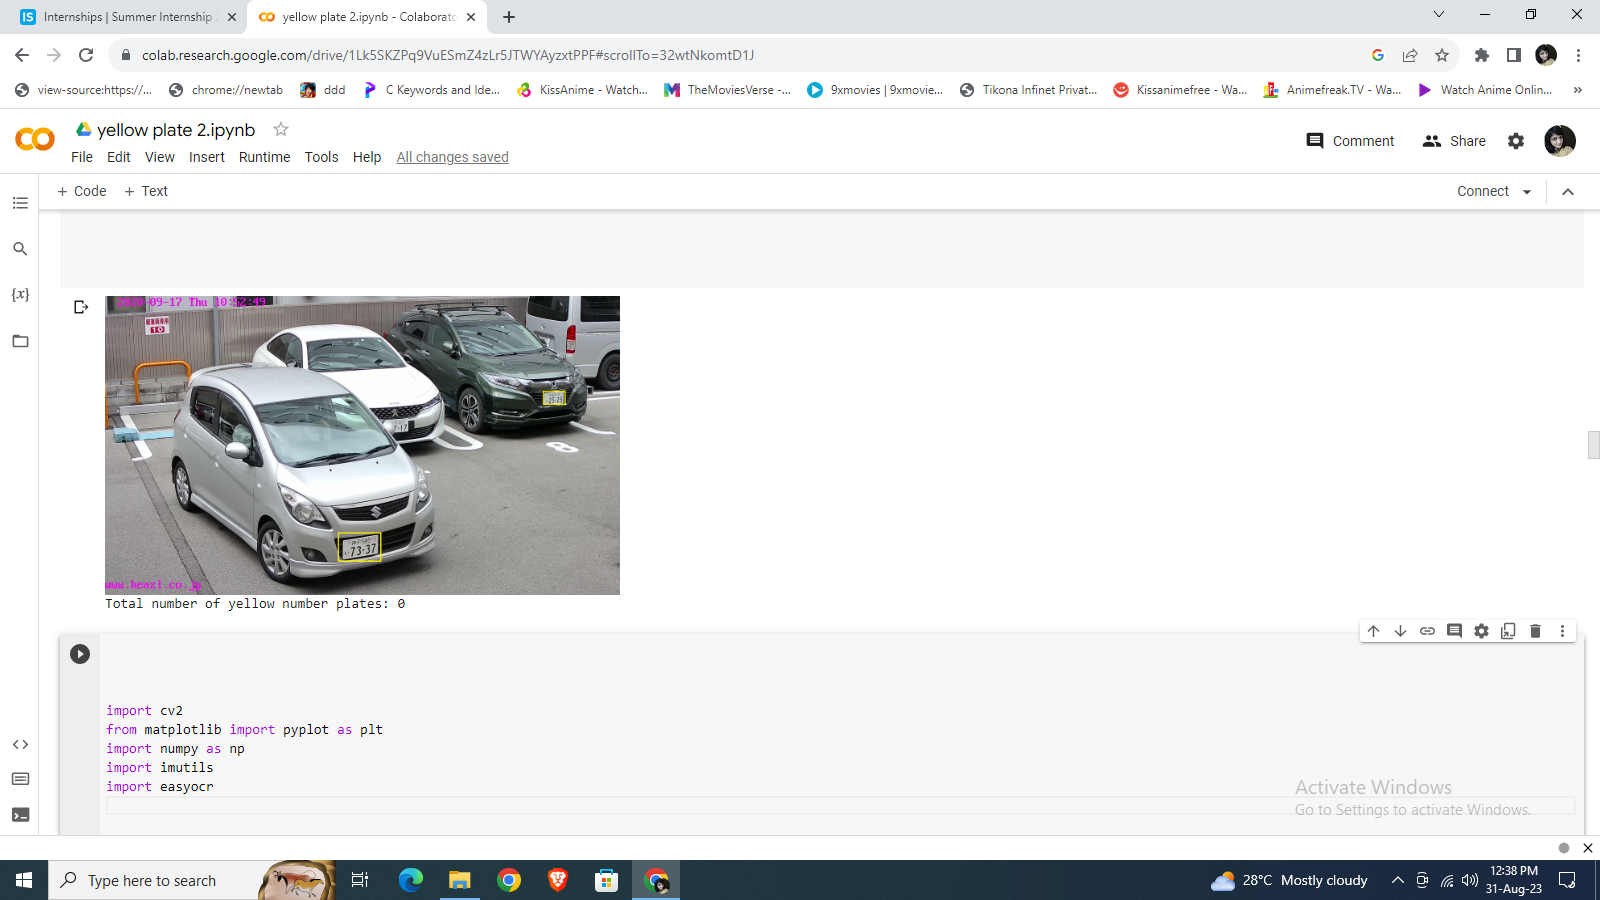 Internships | Summer Internship
yellow plate 2.ipynb - Colaborato
colab.research.google.com/drive/1Lk5SKZPq9VuESmZ4zLr5JTWYAyzxtPPF#scrollTo=32wtNkomtD1J
view-source:https://... chrome://newtab ddd C Keywords and Ide... KissAnime - Watch... TheMoviesVerse -... 9xmovies | 9xmovie... Tikona Infinet Privat... Kissanimefree - Wa... Animefreak.TV - Wa... Watch Anime Onlin... »
yellow plate 2.ipynb
File Edit View Insert Runtime Tools Help All changes saved
Comment Share
+ Code + Text
Connect
{x}
09-17 Thu 10:52:49
10
25-25
17
8
73-37
Total number of yellow number plates: 0
import cv2
from matplotlib import pyplot as plt
import numpy as np
import imutils
import easyocr
Activate Windows
Go to Settings to activate Windows.
Type here to search
28°C Mostly cloudy
12:38 PM
31-Aug-23